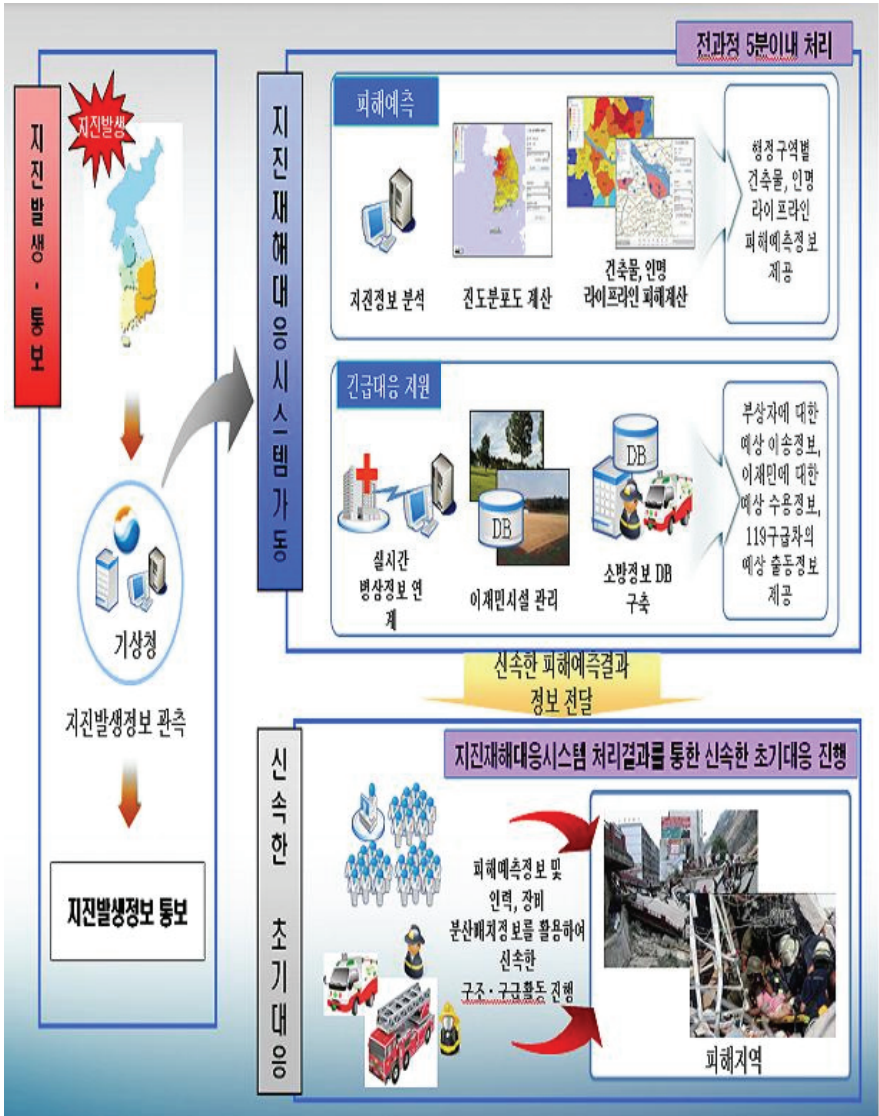 지진발생·통보
지진발생
기상청
지진발생정보 관측
지진발생정보 통보
지진재해대응시스템가동
전과정 5분이내 처리
피해예측
지진정보 분석
진도분포도 재산
건축물, 인명
라이프라인 피해재산
행정구역별
건축물, 인명
라이프라인
피해예측정보
제공
긴급대응 지원
실시간
병상정보 연
계
DB
이재민시설 관리
DB
소방정보 DB
구축
부상자에 대한
예상 이송정보,
이재민에 대한
예상 수용정보,
119구급차의
예상 출동정보
제공
신속한 피해예측결과
정보 전달
신속한 초기대응
지진재해대응시스템 처리결과를 통한 신속한 초기대응 진행
피해예측정보 및
인력, 장비
분산배치정보를 활용하여
신속한
구조·구급활동 진행
피해지역